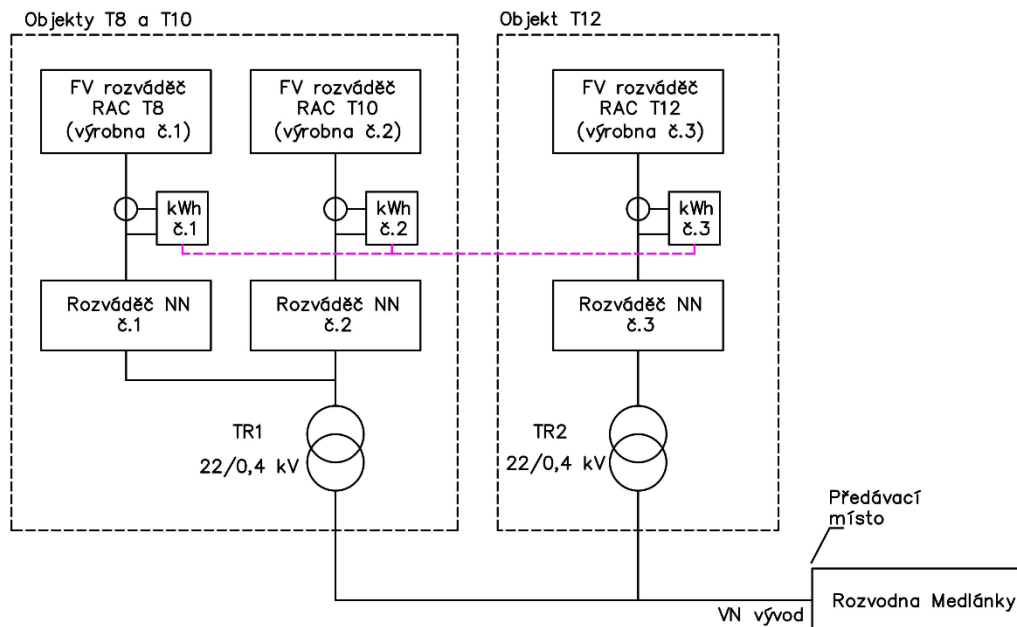 Objekty T8 a T10
Objekt T12
FV rozváděč
RAC T8
(výrobna č.1)
FV rozváděč
RAC T10
(výrobna č.2)
FV rozváděč
RAC T12
(výrobna č.3)
kWh
č.1
kWh
č.2
kWh
č.3
Rozváděč NN
č.1
Rozváděč NN
č.2
Rozváděč NN
č.3
TR1
22/0,4 kV
TR2
22/0,4 kV
Předávací
místo
VN vývod
Rozvodna Medlánky